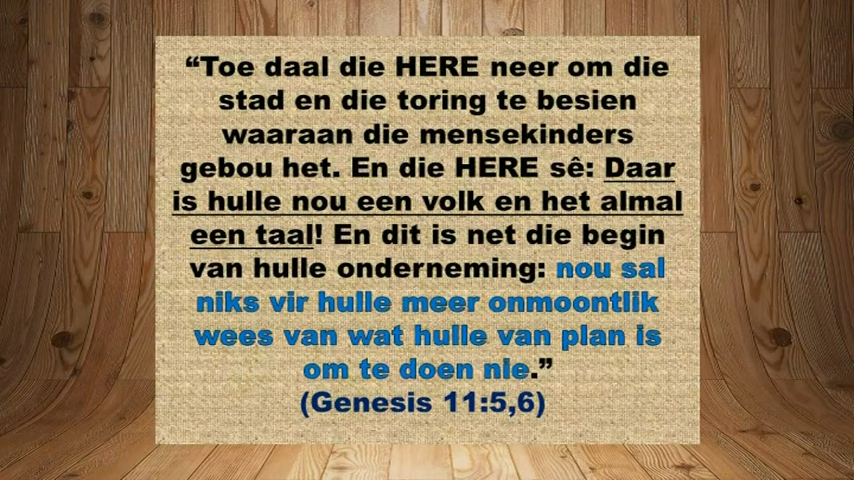 “Toe daal die HERE neer om die
stad en die toring te besien
waaraan die mensekinders
gebou het. En die HERE sê: Daar
is hulle nou een volk en het almal
een taal! En dit is net die begin
van hulle onderneming: nou sal
niks vir hulle meer onmoontlik
wees van wat hulle van plan is
om te doen nie.”
(Genesis 11:5,6)